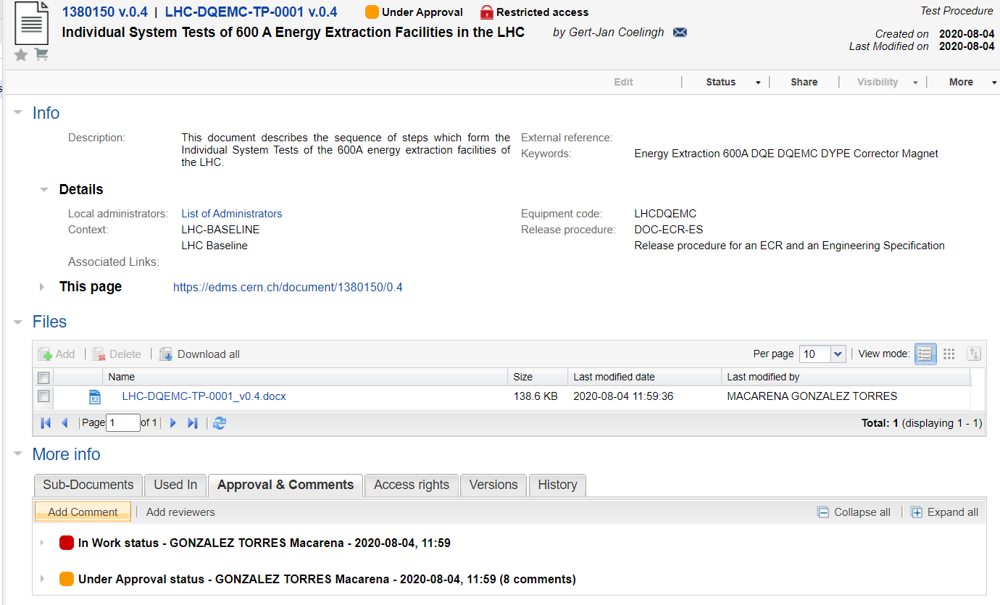 1380150 v.0.4 | LHC-DQEMC-TP-0001 v.0.4 Under Approval Restricted access Test Procedure
Individual System Tests of 600 A Energy Extraction Facilities in the LHC by Gert-Jan Coelingh
Created on 2020-08-04
Last Modified on 2020-08-04
Edit | Status | Share | Visibility | More
Info
Description: This document describes the sequence of steps which form the
Individual System Tests of the 600A energy extraction facilities of
the LHC.
External reference:
Keywords: Energy Extraction 600A DQE DQEMC DYPE Corrector Magnet
Details
Local administrators: List of Administrators
Context: LHC-BASELINE
LHC Baseline
Associated Links:
Equipment code: LHCDQEMC
Release procedure: DOC-ECR-ES
Release procedure for an ECR and an Engineering Specification
This page https://edms.cern.ch/document/1380150/0.4
Files
Add | Delete | Download all Per page 10 | View mode:
Name Size Last modified date Last modified by
LHC-DQEMC-TP-0001_v0.4.docx 138.6 KB 2020-08-04 11:59:36 MACARENA GONZALEZ TORRES
Page 1 of 1 Total: 1 (displaying 1 - 1)
More info
Sub-Documents Used In Approval & Comments Access rights Versions History
Add Comment | Add reviewers Collapse all | Expand all
In Work status - GONZALEZ TORRES Macarena - 2020-08-04, 11:59
Under Approval status - GONZALEZ TORRES Macarena - 2020-08-04, 11:59 (8 comments)